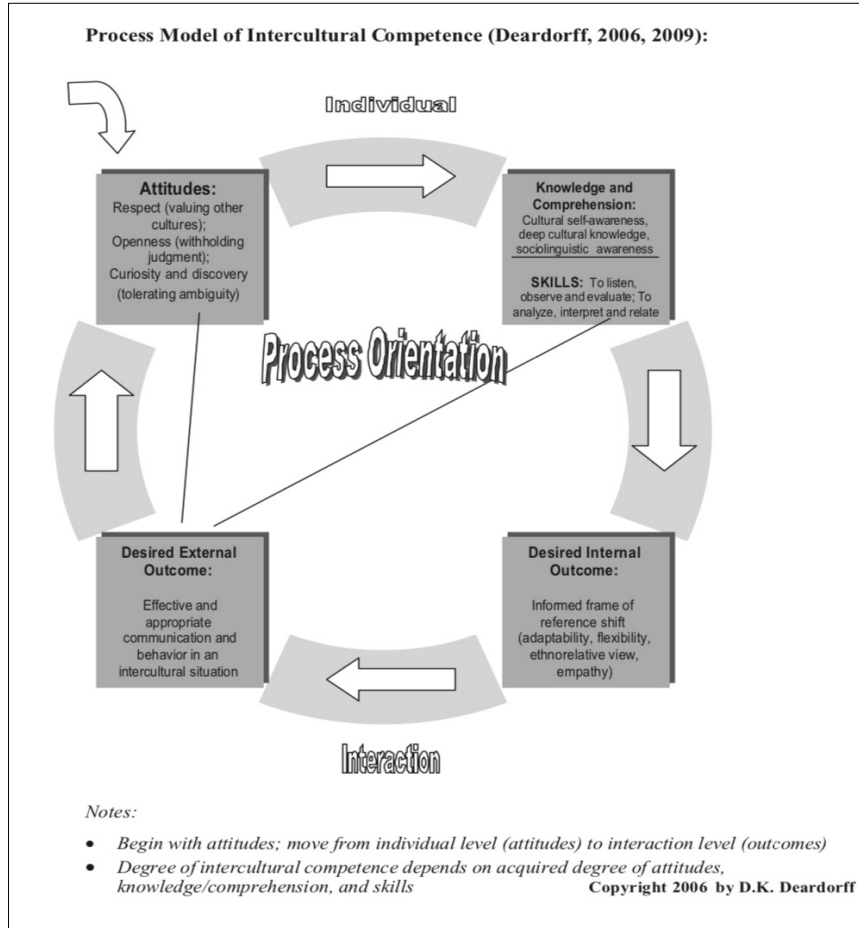 Process Model of Intercultural Competence (Deardorff, 2006, 2009):
Individual
Attitudes:
Respect (valuing other
cultures);
Openness (withholding
judgment);
Curiosity and discovery
(tolerating ambiguity)
Knowledge and
Comprehension:
Cultural self-awareness,
deep cultural knowledge,
sociolinguistic awareness
SKILLS: To listen,
observe and evaluate; To
analyze, interpret and relate
Process Orientation
Desired External
Outcome:
Effective and
appropriate
communication and
behavior in an
intercultural situation
Desired Internal
Outcome:
Informed frame of
reference shift
(adaptability, flexibility,
ethnorelative view,
empathy)
Interaction
Notes:
• Begin with attitudes; move from individual level (attitudes) to interaction level (outcomes)
• Degree of intercultural competence depends on acquired degree of attitudes,
knowledge/comprehension, and skills Copyright 2006 by D.K. Deardorff